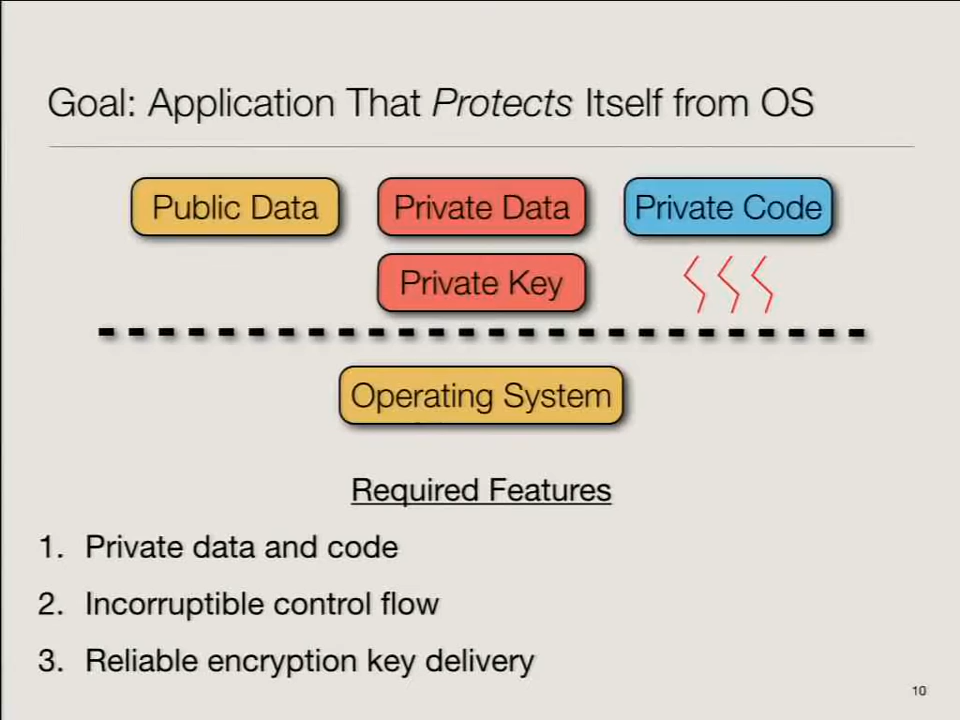 Goal: Application That Protects Itself from OS
Public Data
Private Data
Private Code
Private Key
Operating System
Required Features
1. Private data and code
2. Incorruptible control flow
3. Reliable encryption key delivery
10